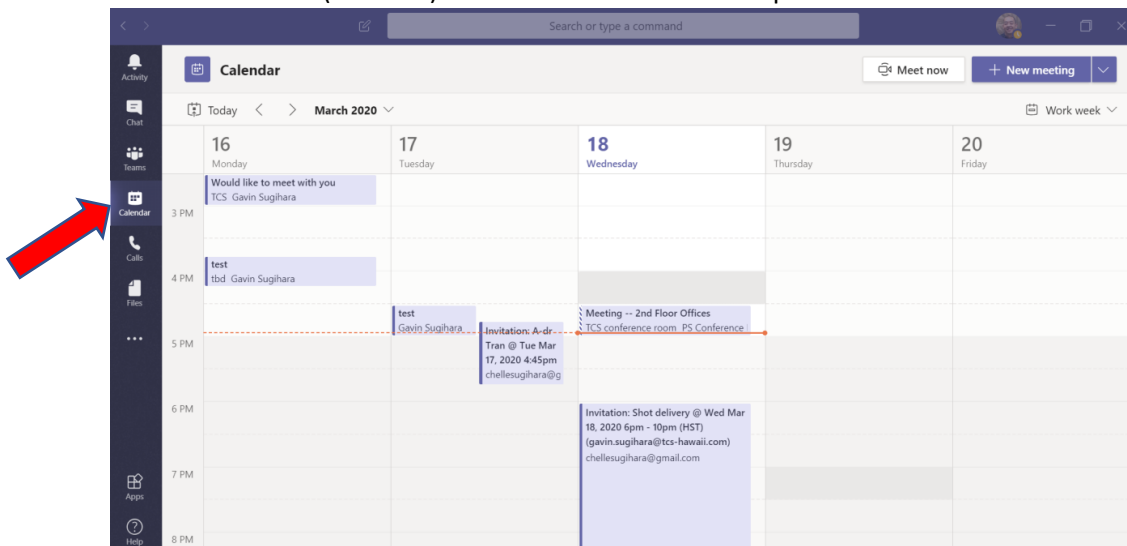 Search or type a command
Activity
Chat
Teams
Calendar
Calls
Files
Apps
Help
Calendar
Meet now
+ New meeting
Today
March 2020
Work week
16
Monday
17
Tuesday
18
Wednesday
19
Thursday
20
Friday
3 PM
4 PM
5 PM
6 PM
7 PM
8 PM
Would like to meet with you
TCS Gavin Sugihara
test
tbd Gavin Sugihara
test
Gavin Sugihara
Invitation: A-dr
Tran @ Tue Mar
17, 2020 4:45pm
chellesugihara@g
Meeting -- 2nd Floor Offices
TCS conference room PS Conference
Invitation: Shot delivery @ Wed Mar
18, 2020 6pm - 10pm (HST)
(gavin.sugihara@tcs-hawaii.com)
chellesugihara@gmail.com